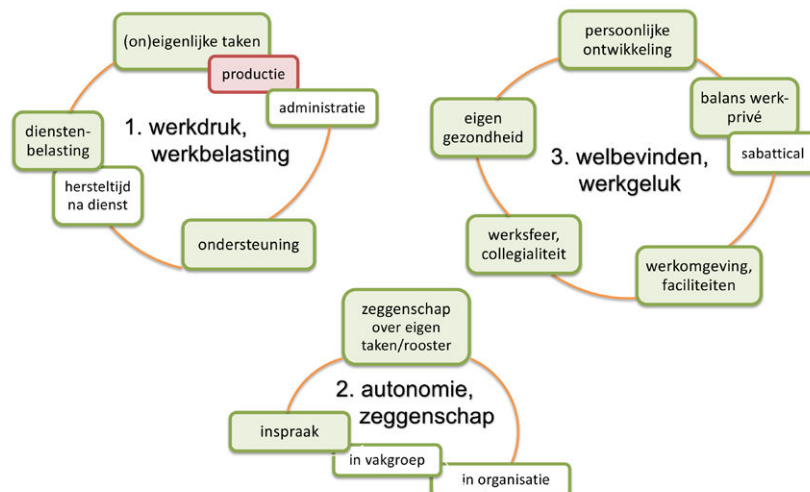 (on)eigenlijke taken
productie
administratie
diensten-
belasting
1. werkdruk,
werkbelasting
hersteltijd
na dienst
ondersteuning
persoonlijke
ontwikkeling
eigen
gezondheid
balans werk-
privé
sabattical
3. welbevinden,
werkgeluk
werksfeer,
collegialiteit
werkomgeving,
faciliteiten
zeggenschap
over eigen
taken/rooster
2. autonomie,
zeggenschap
inspraak
in vakgroep
in organisatie